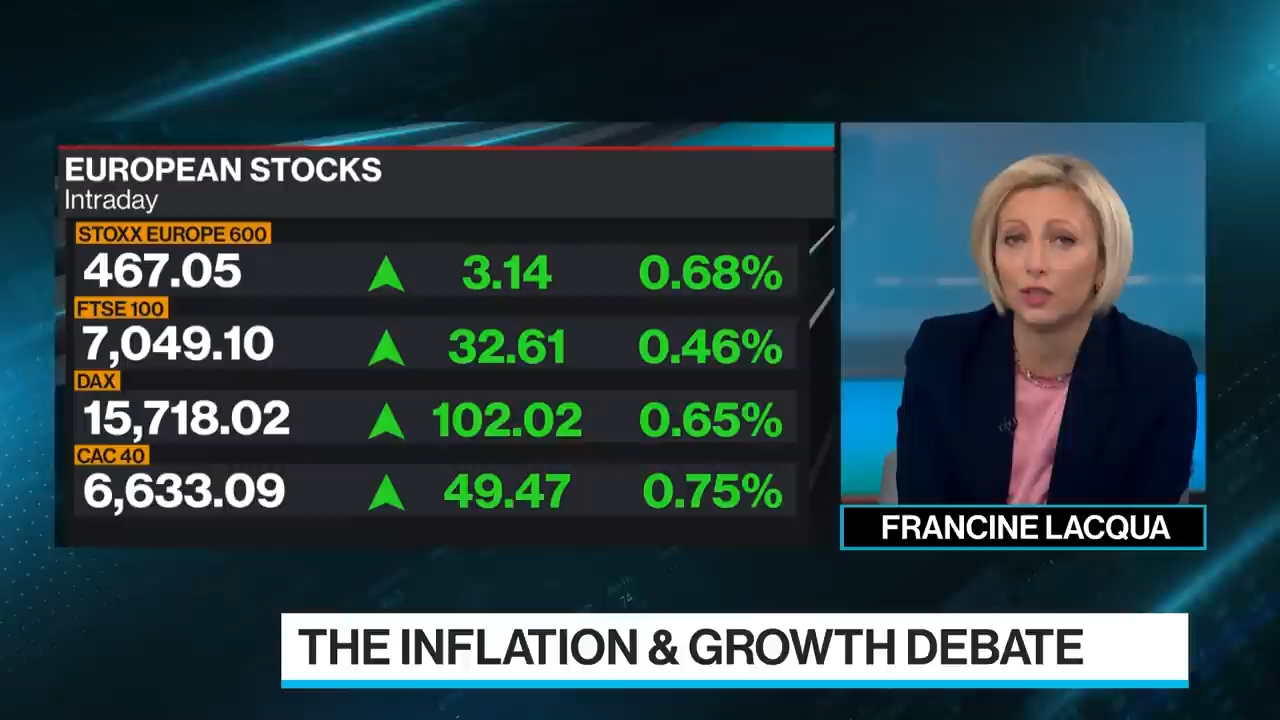 EUROPEAN STOCKS
Intraday
STOXX EUROPE 600
467.05 3.14 0.68%
FTSE 100
7,049.10 32.61 0.46%
DAX
15,718.02 102.02 0.65%
CAC 40
6,633.09 49.47 0.75%
FRANCINE LACQUA
74
THE INFLATION & GROWTH DEBATE